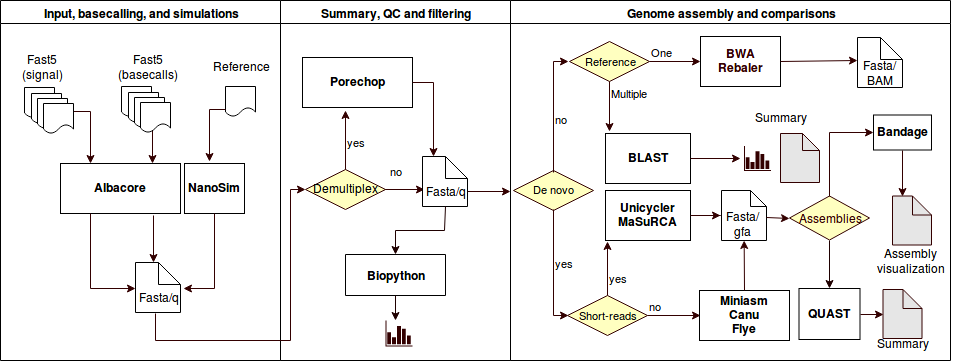 Input, basecalling, and simulations
Fast5
(signal)
Fast5
(basecalls)
Reference
Albacore
NanoSim
Fasta/q
Summary, QC and filtering
Porechop
yes
Demultiplex
no
Fasta/q
Biopython
Genome assembly and comparisons
Reference
One
BWA
Rebaler
Fasta/
BAM
Multiple
no
BLAST
Summary
De novo
Unicycler
MaSuRCA
Fasta/
gfa
Assemblies
Bandage
Assembly
visualization
yes
yes
Short-reads
no
Miniasm
Canu
Flye
QUAST
Summary